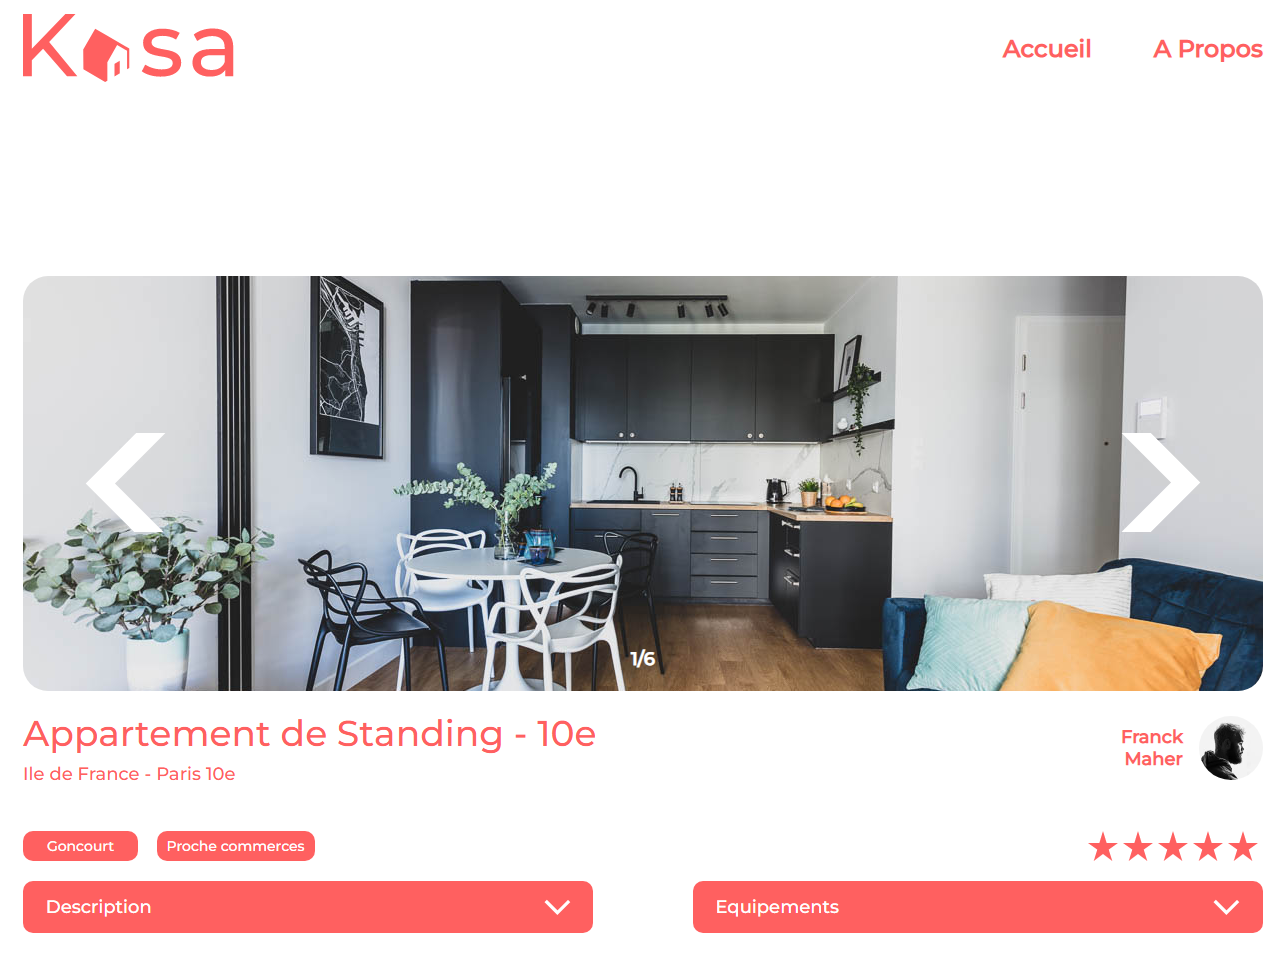 Kasa
Accueil
A Propos
1/6
Appartement de Standing - 10e
Ile de France - Paris 10e
Franck
Maher
Goncourt
Proche commerces
Description
Equipements